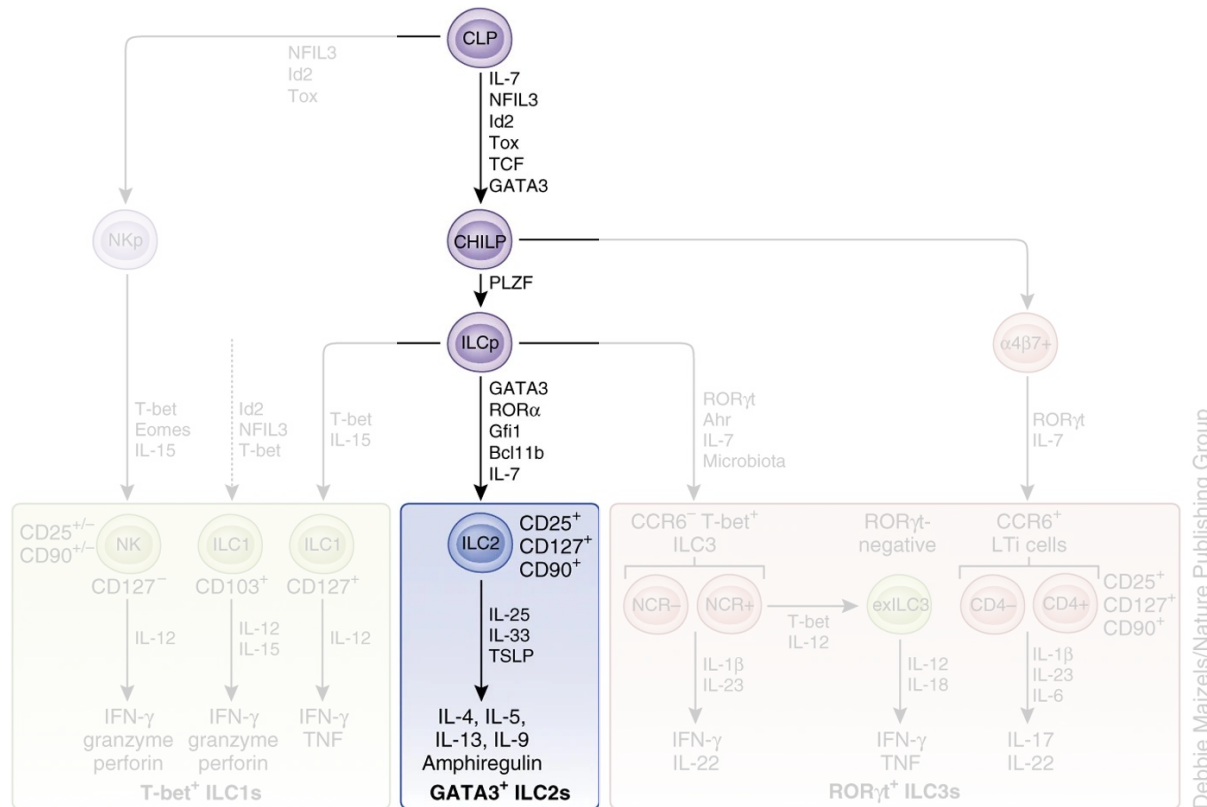 CLP
NFIL3
Id2
Tox
IL-7
NFIL3
Id2
Tox
TCF
GATA3
NKp
CHILP
PLZF
ILCp
α4β7+
T-bet
Eomes
IL-15
Id2
NFIL3
T-bet
T-bet
IL-15
GATA3
RORα
Gfi1
Bcl11b
IL-7
RORγt
Ahr
IL-7
Microbiota
RORγt
IL-7
CD25+/–
CD90+/–
NK
CD127–
ILC1
CD103+
ILC1
CD127+
IL-12
IL-12
IL-15
IL-12
IFN-γ
granzyme
perforin
IFN-γ
granzyme
perforin
IFN-γ
TNF
T-bet+ ILC1s
ILC2
CD25+
CD127+
CD90+
IL-25
IL-33
TSLP
IL-4, IL-5,
IL-13, IL-9
Amphiregulin
GATA3+ ILC2s
CCR6– T-bet+
ILC3
NCR–
NCR+
T-bet
IL-12
RORγt-
negative
exILC3
CCR6+
LTi cells
CD4–
CD4+
CD25+
CD127+
CD90+
IL-1β
IL-23
IL-12
IL-18
IL-1β
IL-23
IL-6
IFN-γ
IL-22
IFN-γ
TNF
IL-17
IL-22
RORγt+ ILC3s
Debbie Maizels/Nature Publishing Group